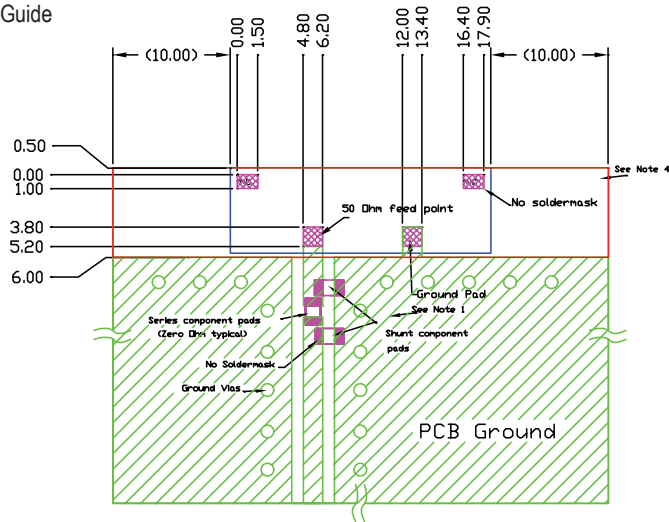 Guide
0.00
1.50
4.80
6.20
12.00
13.40
16.40
17.90
(10.00)
(10.00)
0.50
0.00
1.00
3.80
5.20
6.00
See Note 4
No soldermask
50 Ohm feed point
Ground Pad
See Note 1
Series component pads
(Zero Ohm typical)
Shunt component
pads
No Soldermask
Ground Vias
PCB Ground